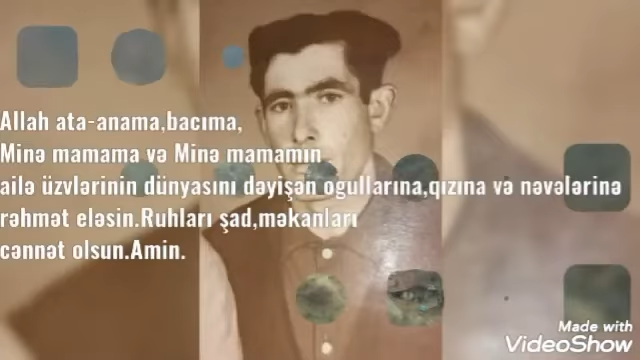 Allah ata-anama,bacıma,
Minə mamama və Minə mamamın
ailə üzvlərinin dünyasını dəyişən ogullarına,qızına və nəvələrinə
rəhmət eləsin.Ruhları şad,məkanları
cənnət olsun.Amin.
Made with
VideoShow